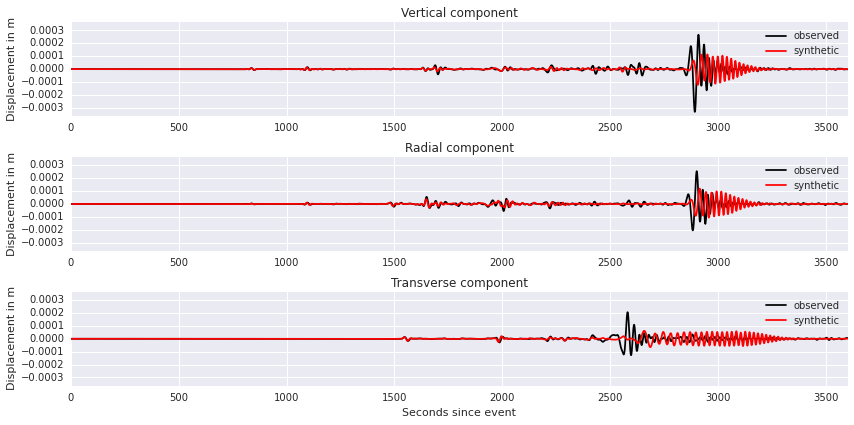 Vertical component
Displacement in m
0.0003
0.0002
0.0001
0.0000
−0.0001
−0.0002
−0.0003
observed
synthetic
0 500 1000 1500 2000 2500 3000 3500
Radial component
Displacement in m
0.0003
0.0002
0.0001
0.0000
−0.0001
−0.0002
−0.0003
observed
synthetic
0 500 1000 1500 2000 2500 3000 3500
Transverse component
Displacement in m
0.0003
0.0002
0.0001
0.0000
−0.0001
−0.0002
−0.0003
observed
synthetic
0 500 1000 1500 2000 2500 3000 3500
Seconds since event